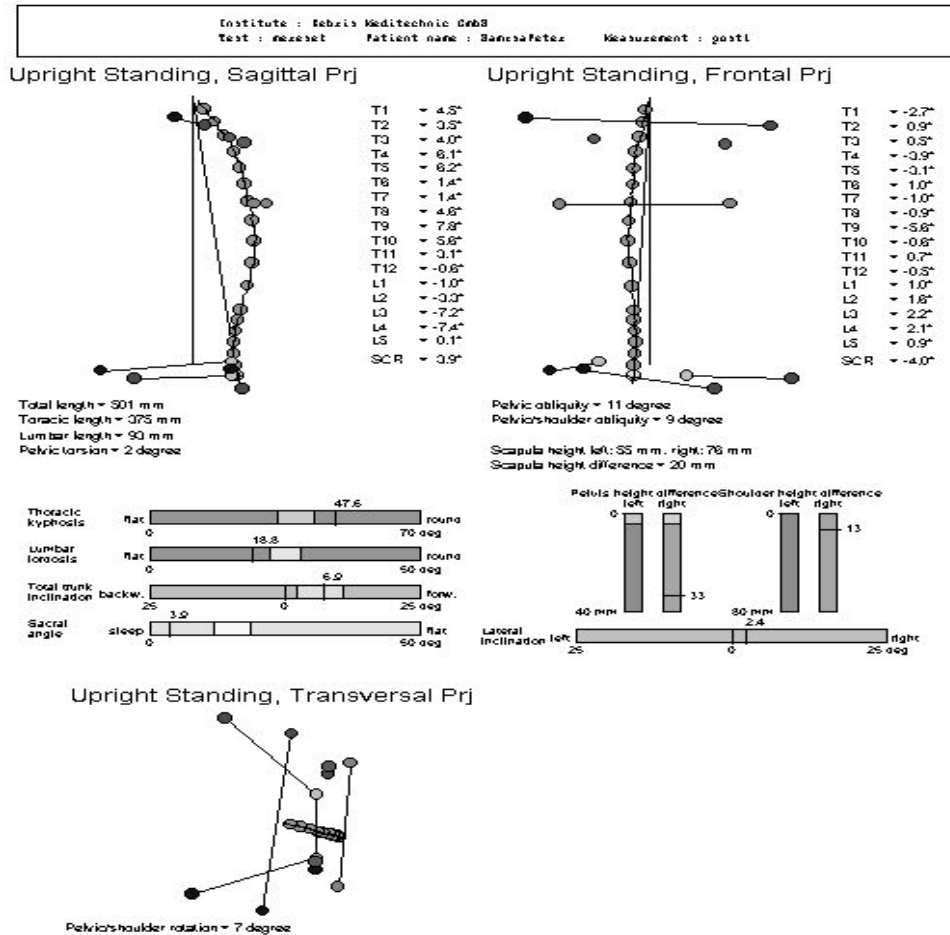 Institute : Zebris Meditechnic GmbH
Test : meneset Patient name : Measurement : post1
Upright Standing, Sagittal Prj
T1 = 4.5°
T2 = 3.5°
T3 = 4.0°
T4 = 6.1°
T5 = 6.2°
T6 = 1.4°
T7 = 1.4°
T8 = 4.6°
T9 = 7.8°
T10 = 5.6°
T11 = 3.1°
T12 = -0.6°
L1 = -1.0°
L2 = -3.3°
L3 = -7.2°
L4 = -7.4°
L5 = 0.1°
SCR = 3.9°
Total length = 501 mm
Toracic length = 375 mm
Lumbar length = 93 mm
Pelvic torsion = 2 degree
Upright Standing, Frontal Prj
T1 = -2.7°
T2 = 0.9°
T3 = 0.5°
T4 = -3.9°
T5 = -3.1°
T6 = 1.0°
T7 = -1.0°
T8 = -0.9°
T9 = -5.6°
T10 = -0.6°
T11 = 0.7°
T12 = -0.5°
L1 = 1.0°
L2 = 1.6°
L3 = 2.2°
L4 = 2.1°
L5 = 0.9°
SCR = -4.0°
Pelvic obliquity = 11 degree
Pelvic/shoulder obliquity = 9 degree
Scapula height left: 55 mm, right: 76 mm
Scapula height difference = 20 mm
47.6
Thoracic kyphosis flat round
0 70 deg
18.8
Lumbar lordosis flat round
0 50 deg
6.9
Total trunk inclination backw. forw.
25 0 25 deg
3.9
Sacral angle steep flat
0 50 deg
Pelvis height difference Shoulder height difference
left right left right
0 0
13
33
40 mm 80 mm
2.4
Lateral inclination left right
25 0 25 deg
Upright Standing, Transversal Prj
Pelvic/shoulder rotation = 7 degree